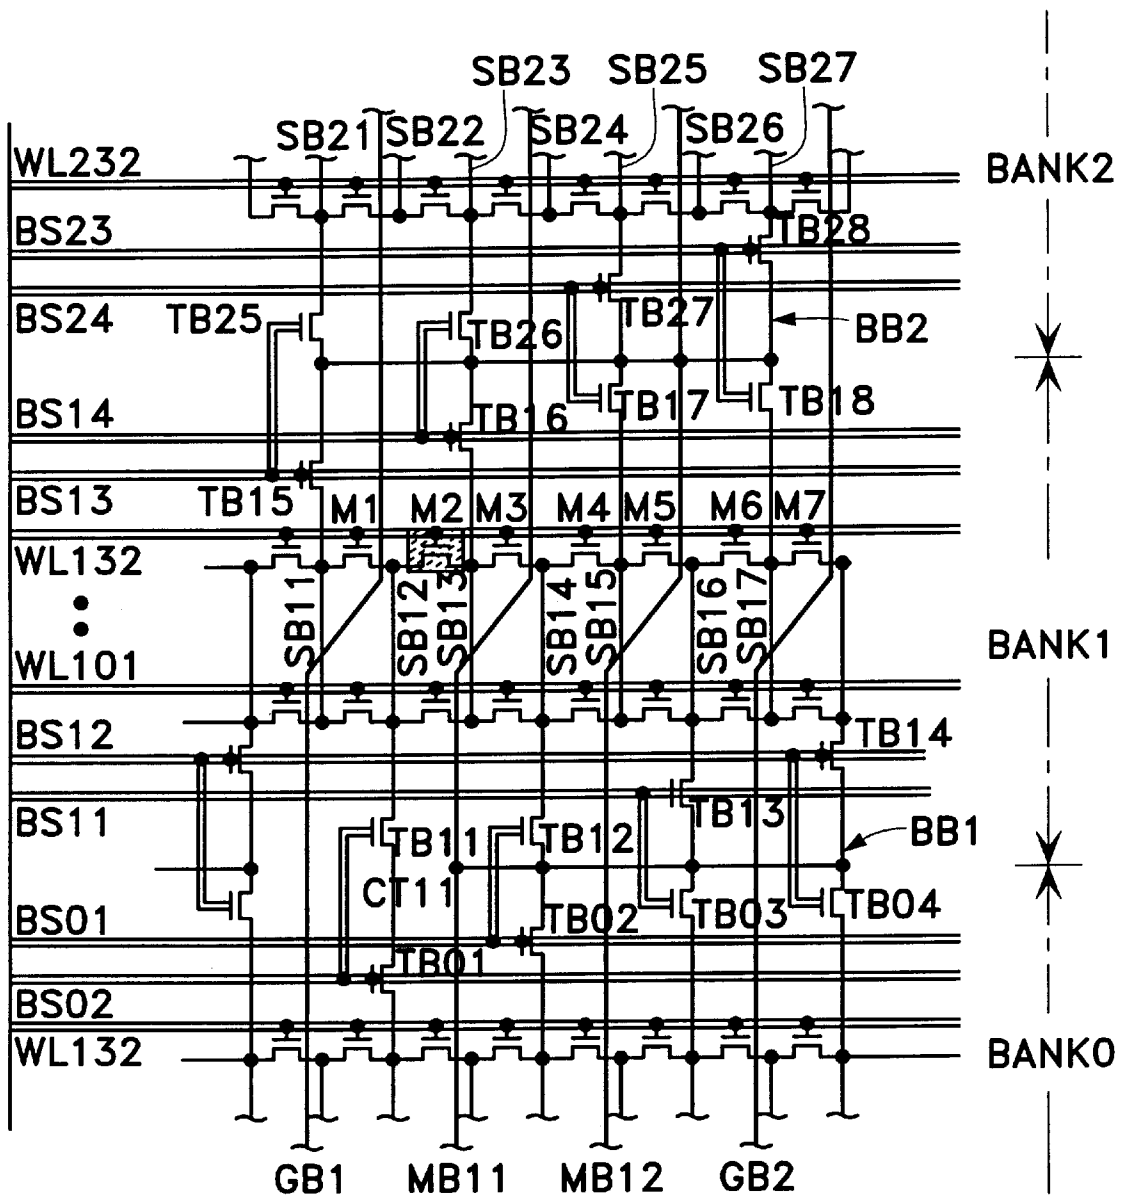 SB23 SB25 SB27
SB21 SB22 SB24 SB26
WL232 BANK2
BS23 TB28
BS24 TB25 TB26 TB27 BB2
BS14 TB16 TB17 TB18
BS13 TB15 M1 M2 M3 M4 M5 M6 M7
WL132
SB11 SB12 SB13 SB14 SB15 SB16 SB17
WL101 BANK1
BS12 TB14
BS11 TB11 TB12 TB13 BB1
CT11
BS01 TB02 TB03 TB04
TB01
BS02
WL132 BANK0
GB1 MB11 MB12 GB2